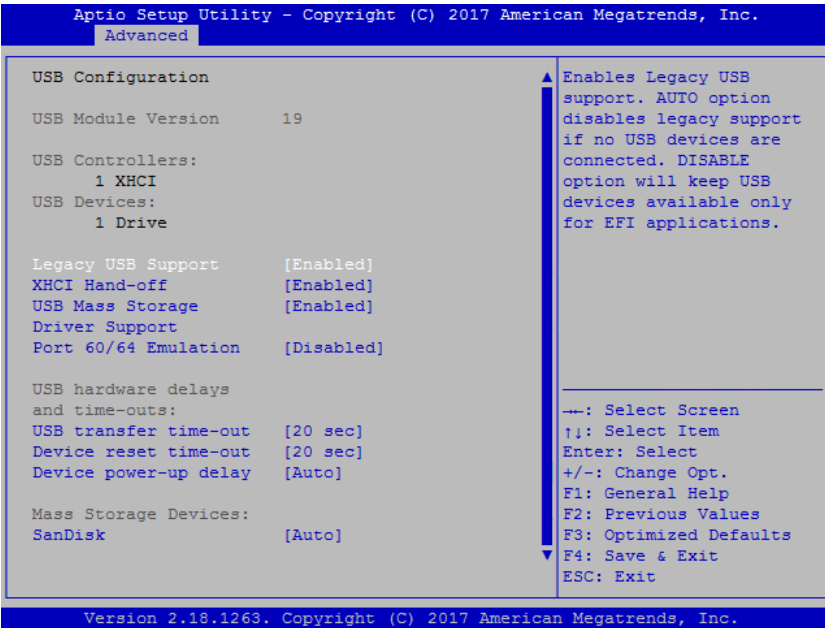 Aptio Setup Utility - Copyright (C) 2017 American Megatrends, Inc.
Advanced
USB Configuration
USB Module Version 19
USB Controllers:
1 XHCI
USB Devices:
1 Drive
Legacy USB Support [Enabled]
XHCI Hand-off [Enabled]
USB Mass Storage [Enabled]
Driver Support
Port 60/64 Emulation [Disabled]
USB hardware delays
and time-outs:
USB transfer time-out [20 sec]
Device reset time-out [20 sec]
Device power-up delay [Auto]
Mass Storage Devices:
SanDisk [Auto]
Enables Legacy USB
support. AUTO option
disables legacy support
if no USB devices are
connected. DISABLE
option will keep USB
devices available only
for EFI applications.
→←: Select Screen
↑↓: Select Item
Enter: Select
+/-: Change Opt.
F1: General Help
F2: Previous Values
F3: Optimized Defaults
F4: Save & Exit
ESC: Exit
Version 2.18.1263. Copyright (C) 2017 American Megatrends, Inc.